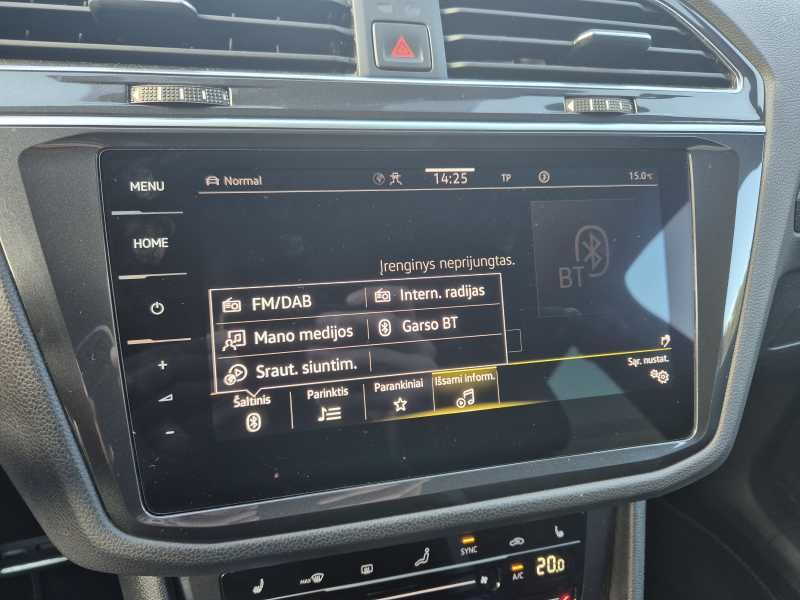 MENU
Normal
14:25
TP
15.0°C
HOME
Įrenginys neprijungtas.
BT
FM/DAB
Intern. radijas
Mano medijos
Garso BT
Sraut. siuntim.
Šaltinis
Parinktis
Parankiniai
Išsami inform.
Sąr. nustat.
+
-
MAX
SYNC
A/C
20.0